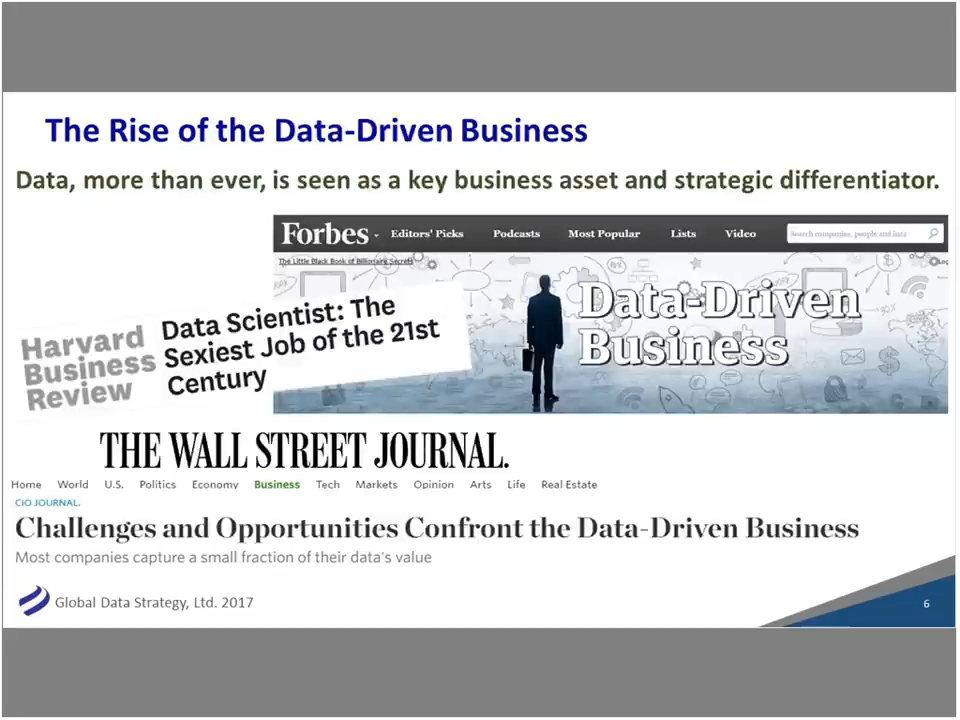 The Rise of the Data-Driven Business
Data, more than ever, is seen as a key business asset and strategic differentiator.
Forbes Editors' Picks Podcasts Most Popular Lists Video Search companies, people and lists
The Little Black Book of Billionaire Secrets Log
Data-Driven
Business
Harvard
Business
Review
Data Scientist: The
Sexiest Job of the 21st
Century
THE WALL STREET JOURNAL.
Home World U.S. Politics Economy Business Tech Markets Opinion Arts Life Real Estate
CIO JOURNAL.
Challenges and Opportunities Confront the Data-Driven Business
Most companies capture a small fraction of their data's value
Global Data Strategy, Ltd. 2017
6